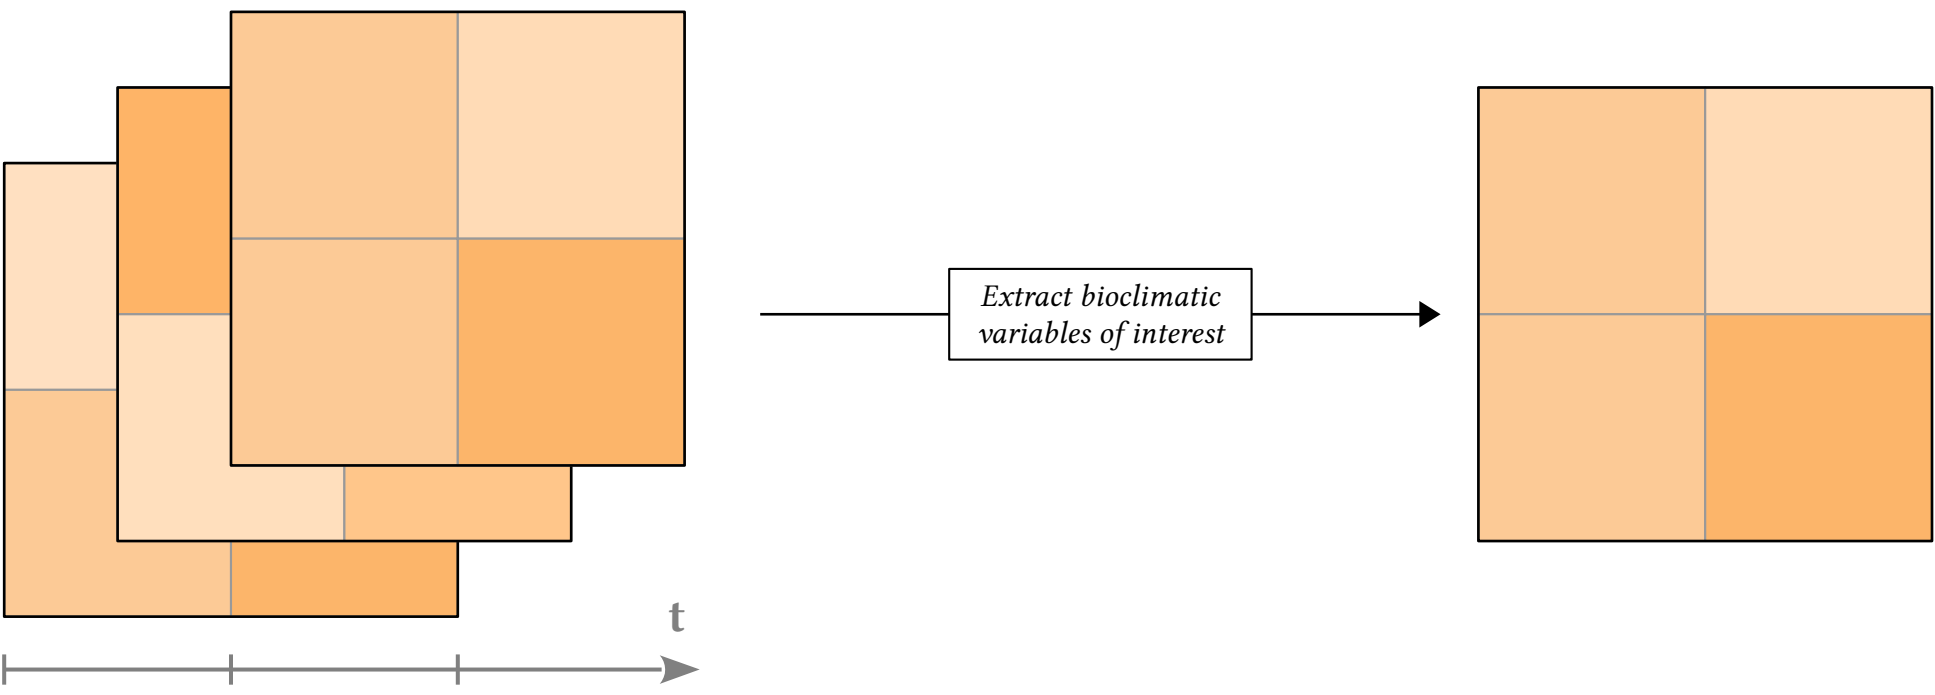 Extract bioclimatic
variables of interest
t